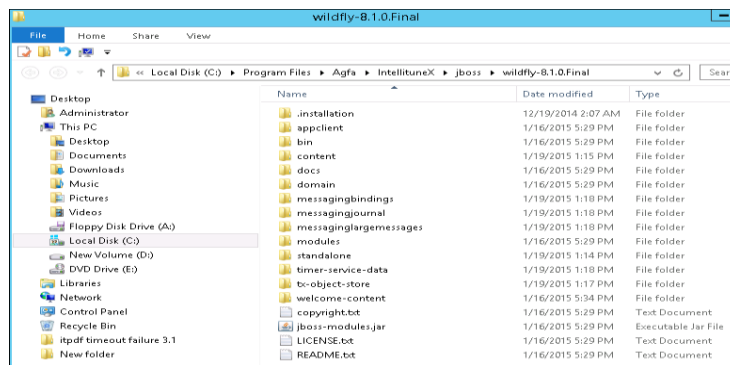 wildfly-8.1.0.Final
File Home Share View
« Local Disk (C:) ▸ Program Files ▸ Agfa ▸ IntellituneX ▸ jboss ▸ wildfly-8.1.0.Final Sear
Name Date modified Type
Desktop
Administrator
This PC
Desktop
Documents
Downloads
Music
Pictures
Videos
Floppy Disk Drive (A:)
Local Disk (C:)
New Volume (D:)
DVD Drive (E:)
Libraries
Network
Control Panel
Recycle Bin
itpdf timeout failure 3.1
New folder
.installation 12/19/2014 2:07 AM File folder
appclient 1/16/2015 5:29 PM File folder
bin 1/16/2015 5:29 PM File folder
content 1/19/2015 1:15 PM File folder
docs 1/16/2015 5:29 PM File folder
domain 1/16/2015 5:29 PM File folder
messagingbindings 1/19/2015 1:18 PM File folder
messagingjournal 1/19/2015 1:18 PM File folder
messaginglargemessages 1/19/2015 1:18 PM File folder
modules 1/16/2015 5:29 PM File folder
standalone 1/19/2015 1:14 PM File folder
timer-service-data 1/19/2015 1:18 PM File folder
tx-object-store 1/19/2015 1:17 PM File folder
welcome-content 1/16/2015 5:34 PM File folder
copyright.txt 1/16/2015 5:29 PM Text Document
jboss-modules.jar 1/16/2015 5:29 PM Executable Jar File
LICENSE.txt 1/16/2015 5:29 PM Text Document
README.txt 1/16/2015 5:29 PM Text Document